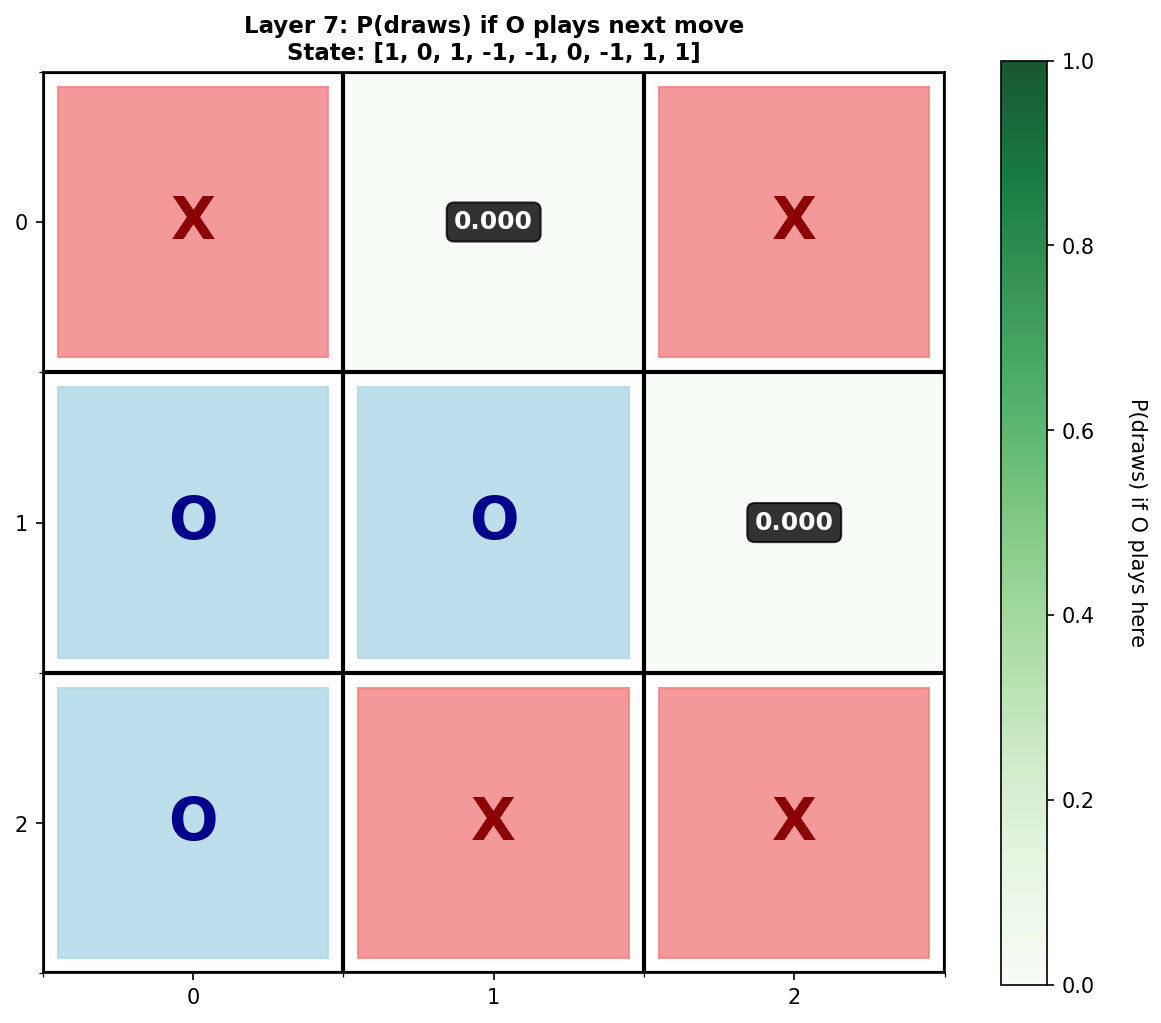 Layer 7: P(draws) if O plays next move
State: [1, 0, 1, -1, -1, 0, -1, 1, 1]
X
0.000
X
O
O
0.000
O
X
X
0
1
2
0
1
2
1.0
0.8
0.6
0.4
0.2
0.0
P(draws) if O plays here